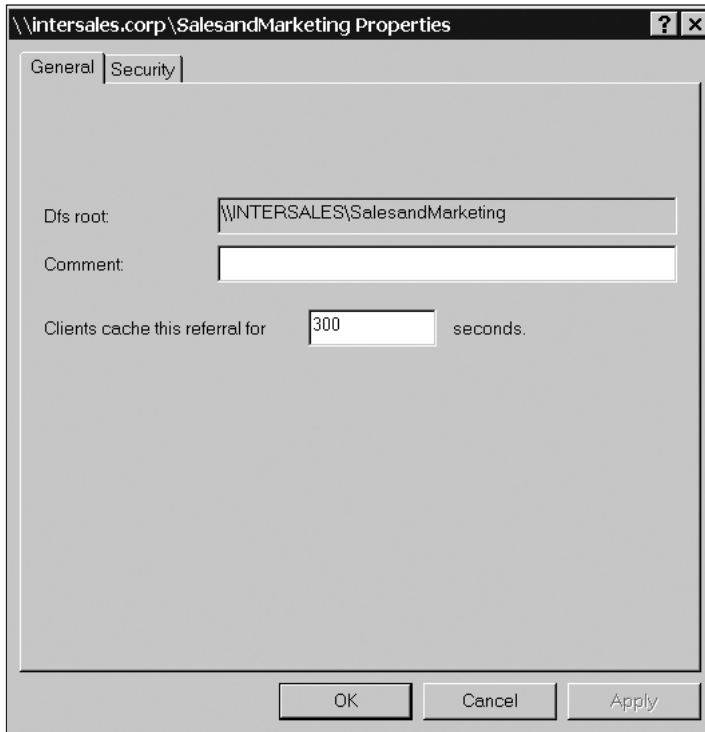 \\intersales.corp\SalesandMarketing Properties ? ×
General Security
Dfs root: \\INTERSALES\SalesandMarketing
Comment:
Clients cache this referral for 300 seconds.
OK Cancel Apply